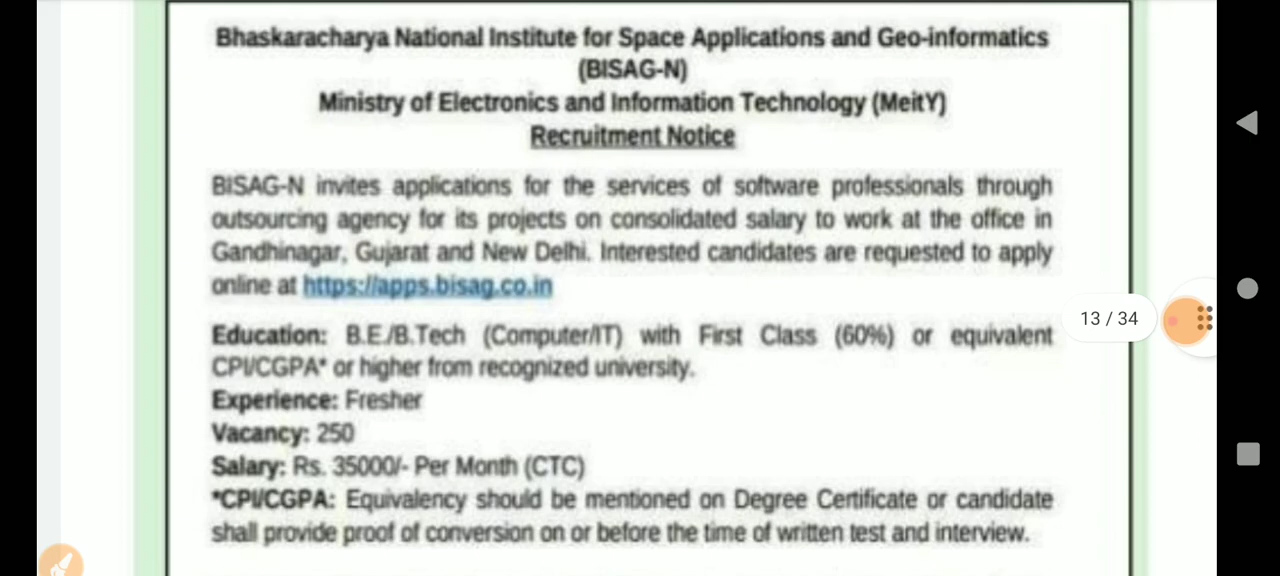 Bhaskaracharya National Institute for Space Applications and Geo-informatics
(BISAG-N)
Ministry of Electronics and Information Technology (MeitY)
Recruitment Notice
BISAG-N invites applications for the services of software professionals through
outsourcing agency for its projects on consolidated salary to work at the office in
Gandhinagar, Gujarat and New Delhi. Interested candidates are requested to apply
online at https://apps.bisag.co.in
13 / 34
Education: B.E./B.Tech (Computer/IT) with First Class (60%) or equivalent
CPI/CGPA* or higher from recognized university.
Experience: Fresher
Vacancy: 250
Salary: Rs. 35000/- Per Month (CTC)
*CPI/CGPA: Equivalency should be mentioned on Degree Certificate or candidate
shall provide proof of conversion on or before the time of written test and interview.